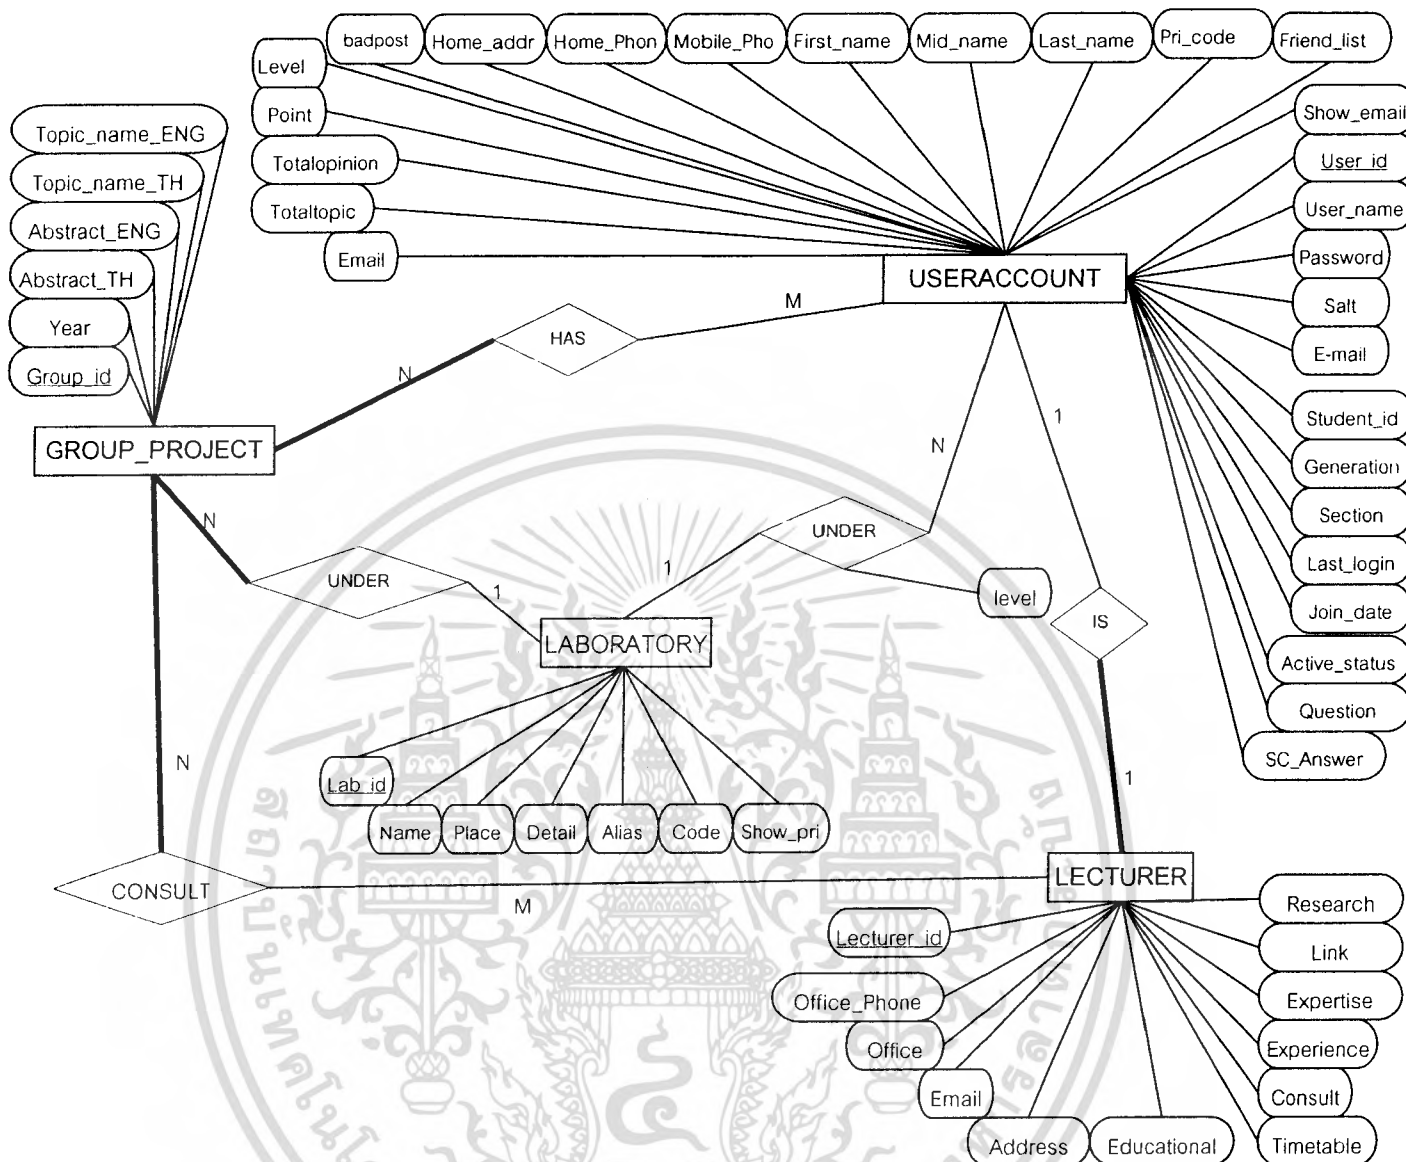 badpost
Home_addr
Home_Phon
Mobile_Pho
First_name
Mid_name
Last_name
Pri_code
Friend_list
Level
Point
Totalopinion
Totaltopic
Email
Show_email
User_id
User_name
Password
Salt
E-mail
Student_id
Generation
Section
Last_login
Join_date
Active_status
Question
SC_Answer
Topic_name_ENG
Topic_name_TH
Abstract_ENG
Abstract_TH
Year
Group_id
USERACCOUNT
M
HAS
N
GROUP_PROJECT
N
UNDER
1
N
UNDER
1
level
1
IS
1
LABORATORY
Lab_id
Name
Place
Detail
Alias
Code
Show_pri
N
CONSULT
M
LECTURER
Lecturer_id
Office_Phone
Office
Email
Address
Educational
Research
Link
Expertise
Experience
Consult
Timetable